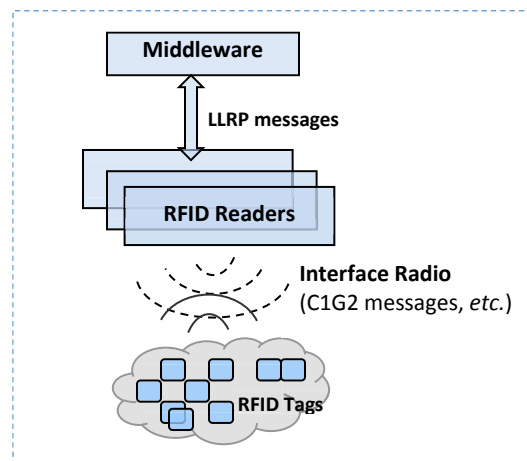 Middleware
LLRP messages
RFID Readers
Interface Radio
(C1G2 messages, etc.)
RFID Tags